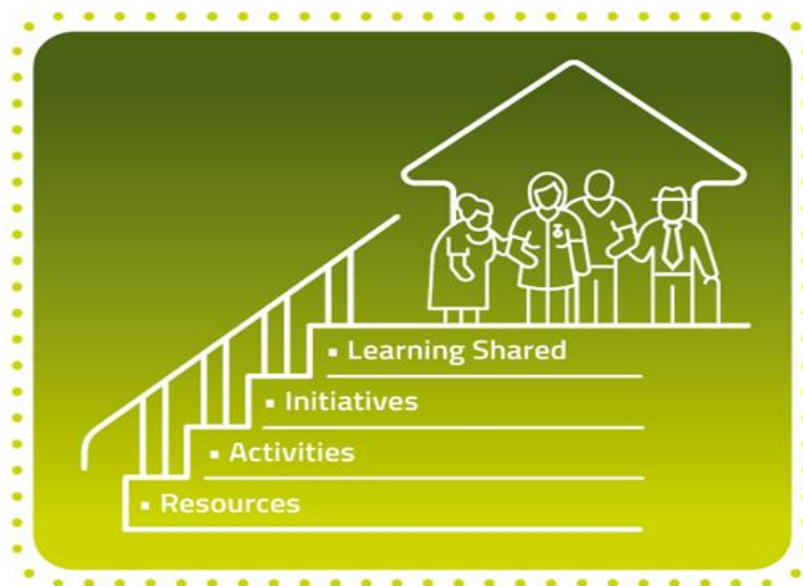 ▪ Learning Shared
▪ Initiatives
▪ Activities
▪ Resources